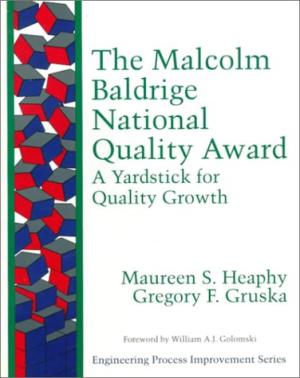 The Malcolm
Baldrige
National
Quality Award
A Yardstick for
Quality Growth
Maureen S. Heaphy
Gregory F. Gruska
Foreword by William A.J. Golomski
Engineering Process Improvement Series